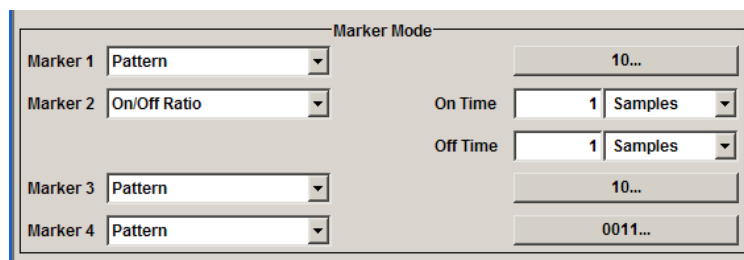 Marker Mode
Marker 1 Pattern 10...
Marker 2 On/Off Ratio On Time 1 Samples
Off Time 1 Samples
Marker 3 Pattern 10...
Marker 4 Pattern 0011...